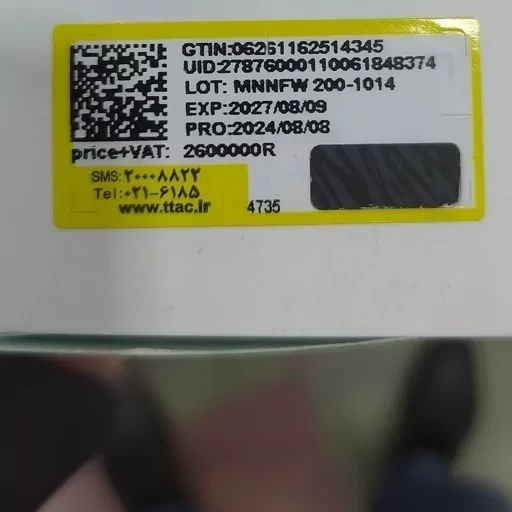 GTIN:06261162514345
UID:27876000110061848374
LOT: MNNFW 200-1014
EXP:2027/08/09
PRO:2024/08/08
price+VAT: 2600000R
SMS:۲۰۰۰۸۸۲۲
Tel:۰۲۱-۶۱۸۵
www.ttac.ir 4735